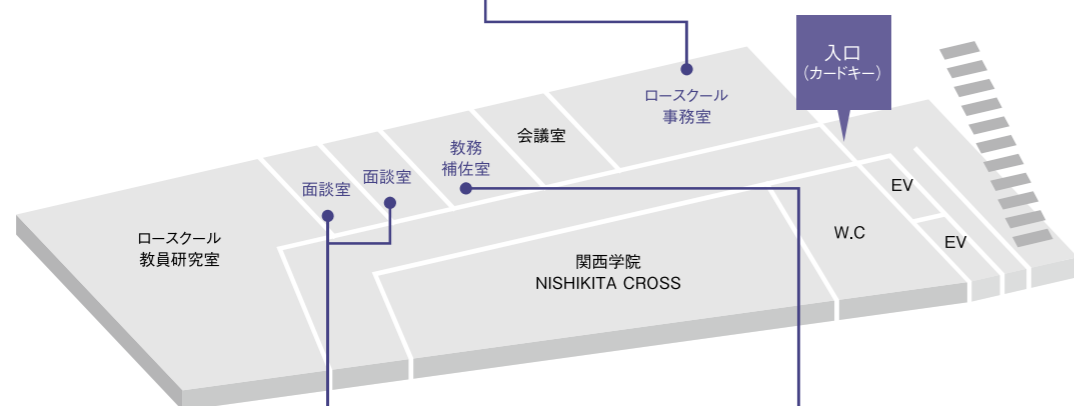 入口
（カードキー）
ロースクール
事務室
会議室
教務
補佐室
面談室
面談室
EV
W.C
EV
ロースクール
教員研究室
関西学院
NISHIKITA CROSS